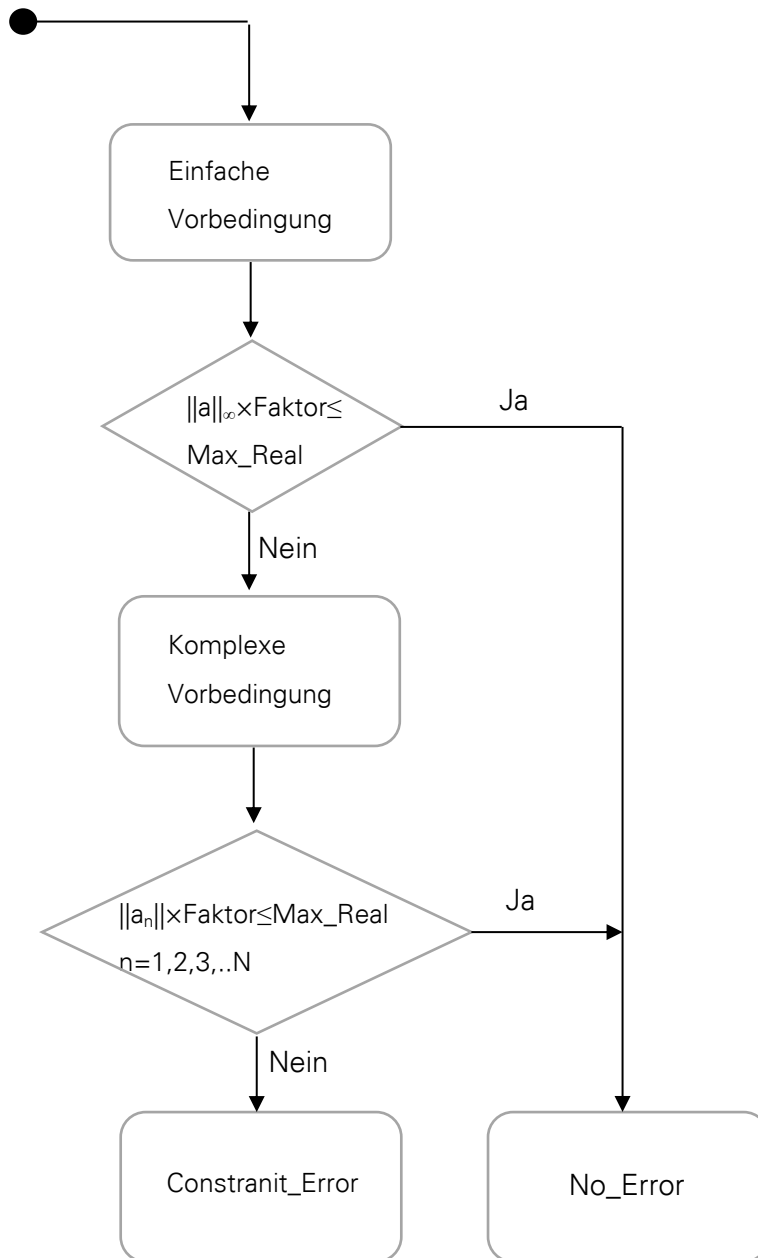 Einfache
Vorbedingung
||a||∞×Faktor≤
Max_Real
Ja
Nein
Komplexe
Vorbedingung
||aₙ||×Faktor≤Max_Real
n=1,2,3,..N
Ja
Nein
Constranit_Error
No_Error